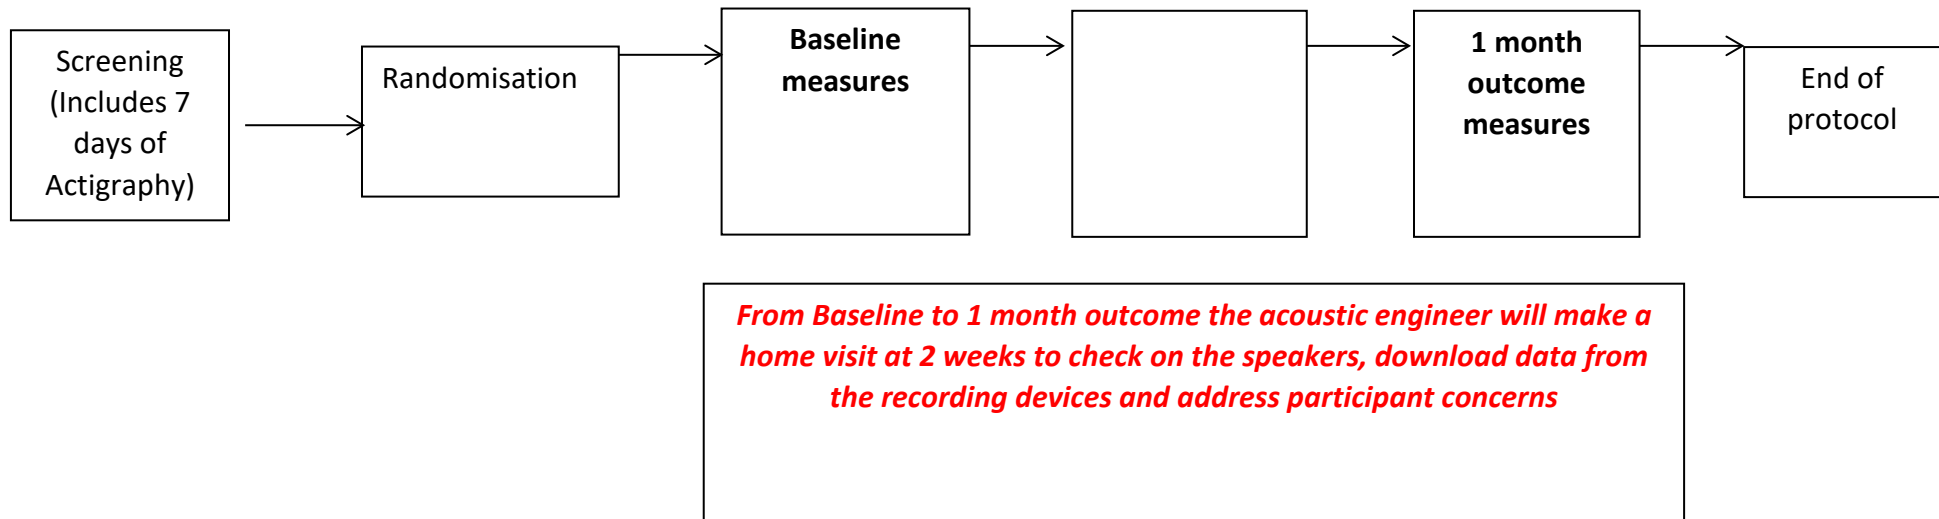 Screening
(Includes 7
days of
Actigraphy)
Randomisation
Baseline
measures
1 month
outcome
measures
End of
protocol
From Baseline to 1 month outcome the acoustic engineer will make a
home visit at 2 weeks to check on the speakers, download data from
the recording devices and address participant concerns